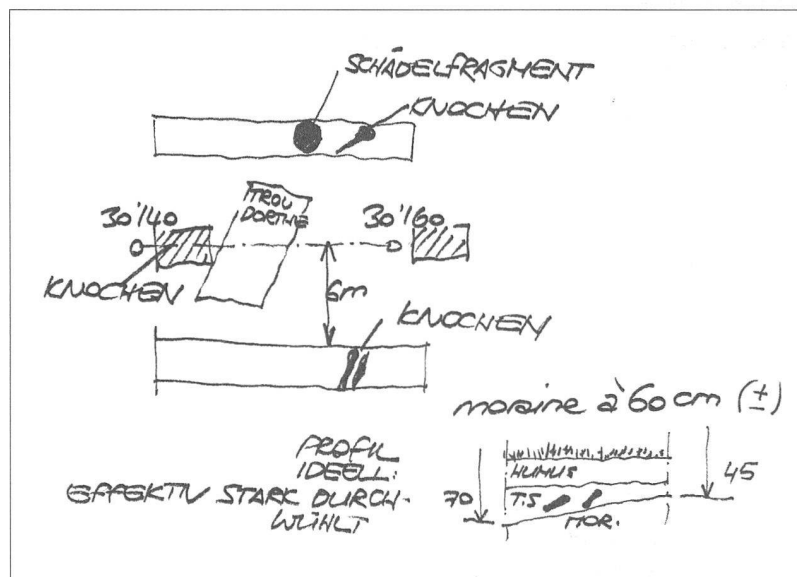 SCHÄDELFRAGMENT
KNOCHEN
TROU
DORTHE
30'140
30'160
KNOCHEN
6m
KNOCHEN
moraine à 60 cm (±)
PROFIL
IDEELL:
EFFEKTIV STARK DURCH-
WÜHLT
HUMUS
T.S
MOR.
70
45